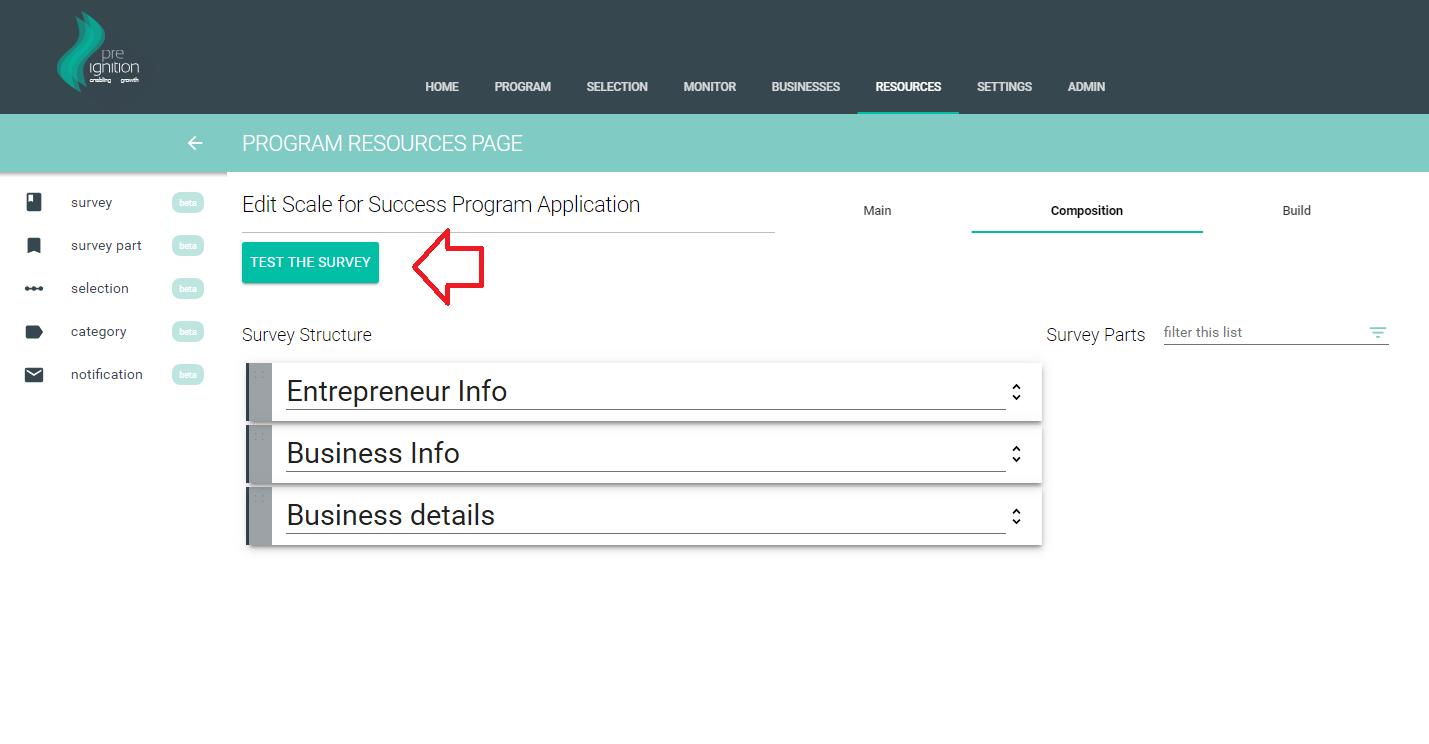 pre
ignition
enabling growth
HOME PROGRAM SELECTION MONITOR BUSINESSES RESOURCES SETTINGS ADMIN
PROGRAM RESOURCES PAGE
survey beta
survey part beta
selection beta
category beta
notification beta
Edit Scale for Success Program Application
Main Composition Build
TEST THE SURVEY
Survey Structure
Survey Parts filter this list
Entrepreneur Info
Business Info
Business details